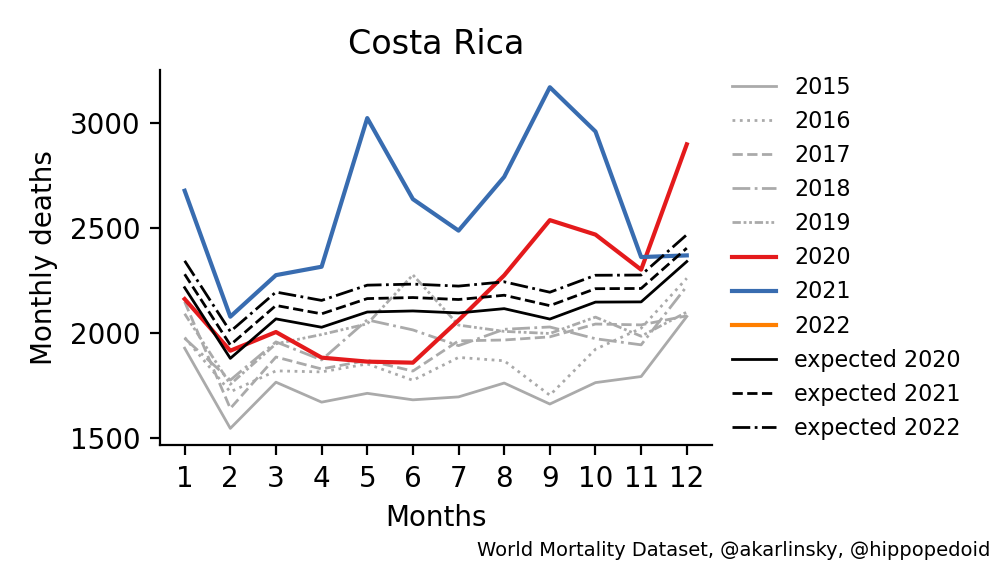 Costa Rica
Monthly deaths
3000
2500
2000
1500
1 2 3 4 5 6 7 8 9 10 11 12
Months
2015
2016
2017
2018
2019
2020
2021
2022
expected 2020
expected 2021
expected 2022
World Mortality Dataset, @akarlinsky, @hippopedoid